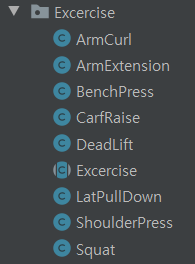 Excercise
ArmCurl
ArmExtension
BenchPress
CarfRaise
DeadLift
Excercise
LatPullDown
ShoulderPress
Squat